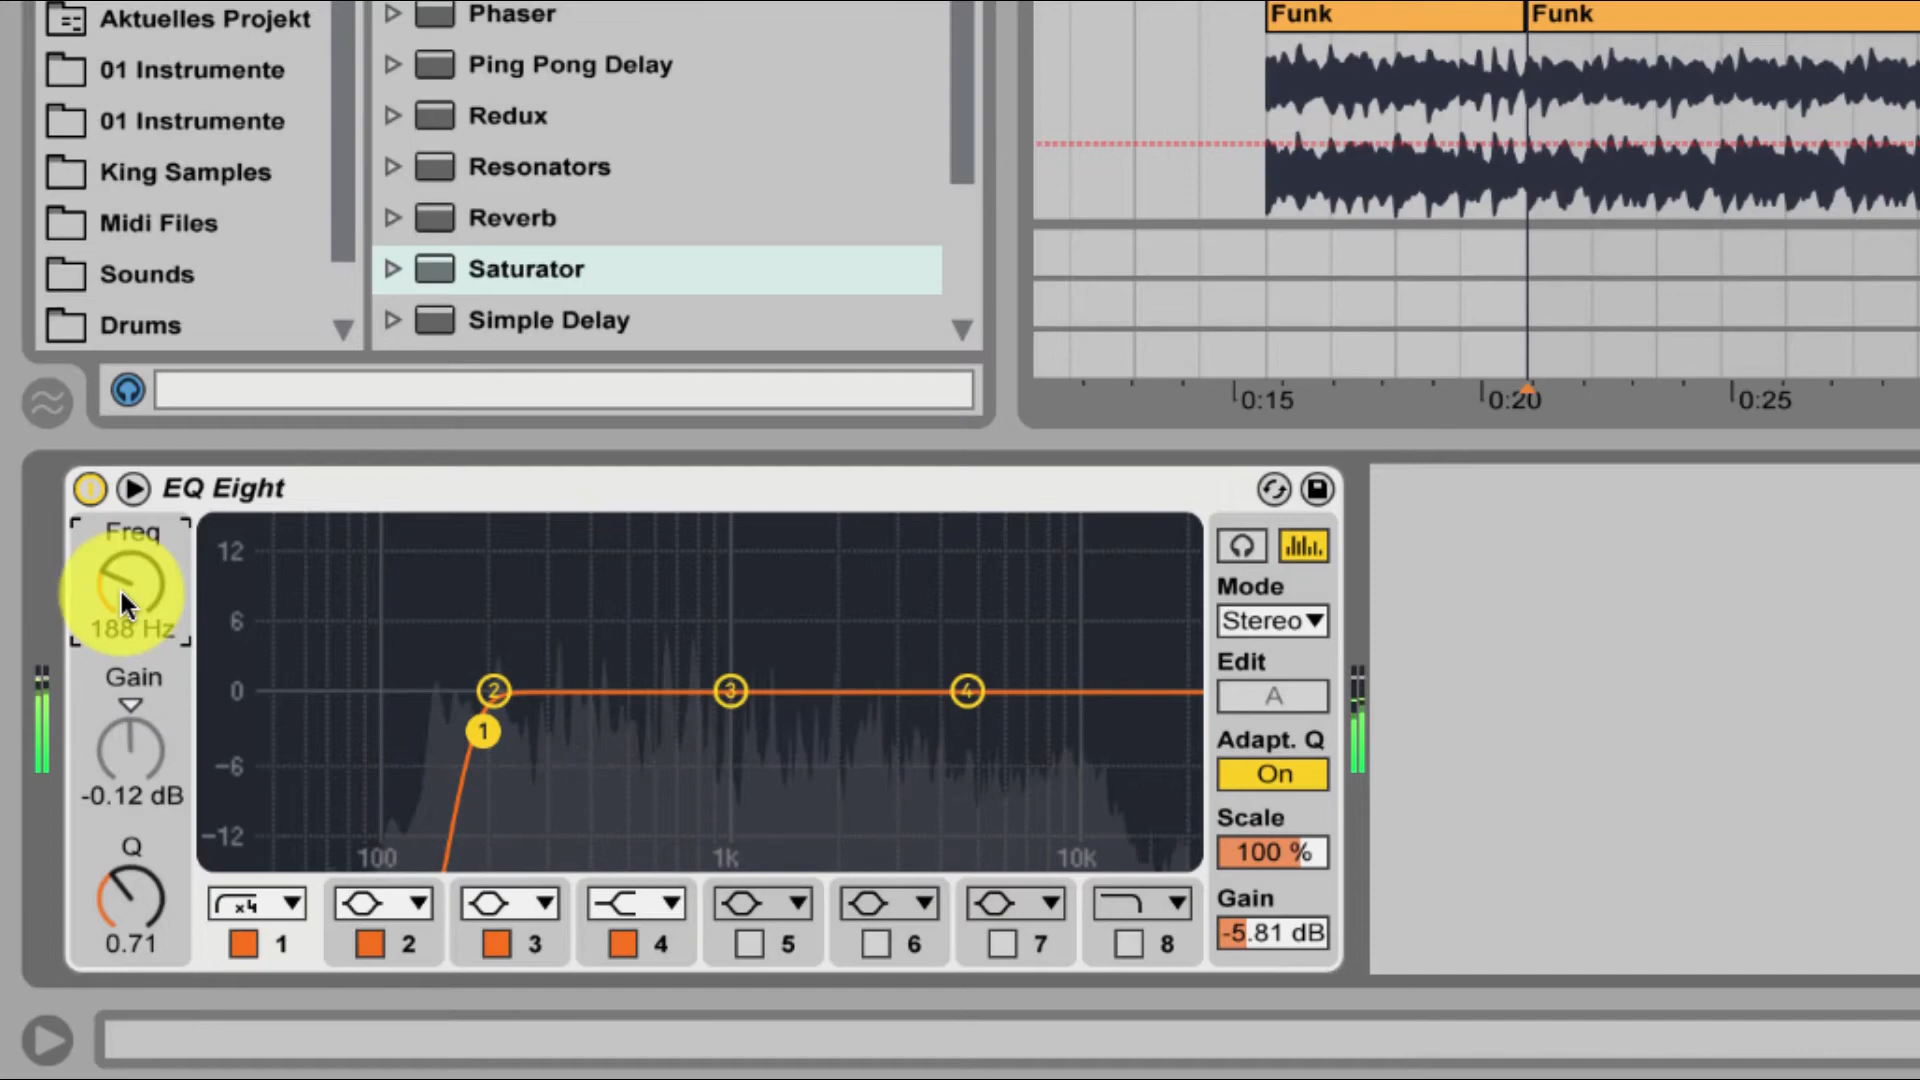 Aktuelles Projekt
01 Instrumente
01 Instrumente
King Samples
Midi Files
Sounds
Drums
Phaser
Ping Pong Delay
Redux
Resonators
Reverb
Saturator
Simple Delay
Funk
Funk
0:15
0:20
0:25
EQ Eight
Freq
188 Hz
Gain
-0.12 dB
Q
0.71
12
6
0
-6
-12
100
1k
10k
2
3
4
1
x4
1
2
3
4
5
6
7
8
Mode
Stereo
Edit
A
Adapt. Q
On
Scale
100 %
Gain
-5.81 dB